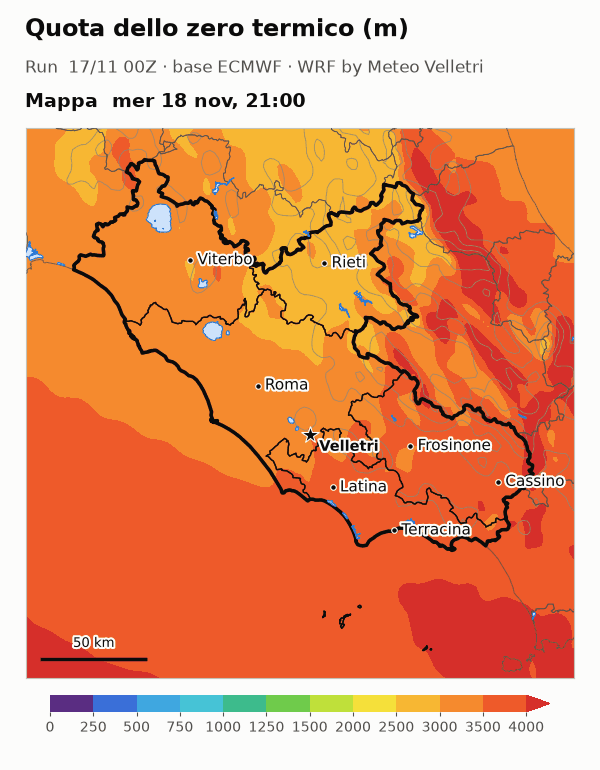 Quota dello zero termico (m)
Run 17/11 00Z · base ECMWF · WRF by Meteo Velletri
Mappa mer 18 nov, 21:00
Viterbo
Rieti
Roma
Velletri
Frosinone
Cassino
Latina
Terracina
50 km
0 250 500 750 1000 1250 1500 2000 2500 3000 3500 4000